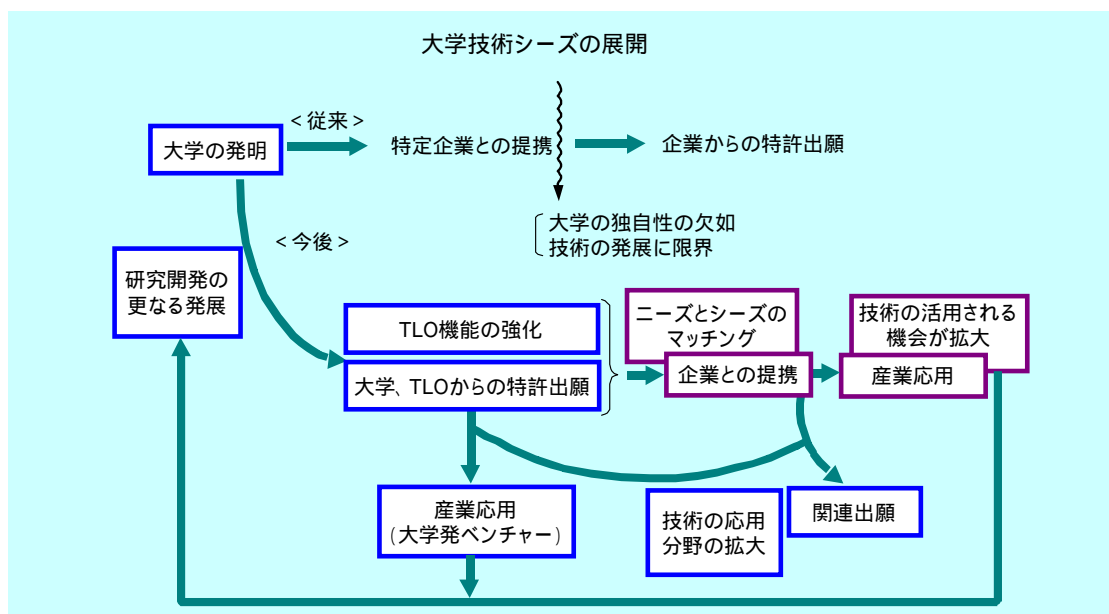 大学技術シーズの展開
<従来>
大学の発明
特定企業との提携
企業からの特許出願
大学の独自性の欠如
技術の発展に限界
<今後>
研究開発の
更なる発展
TLO機能の強化
大学、TLOからの特許出願
ニーズとシーズの
マッチング
企業との提携
技術の活用される
機会が拡大
産業応用
産業応用
(大学発ベンチャー)
技術の応用
分野の拡大
関連出願